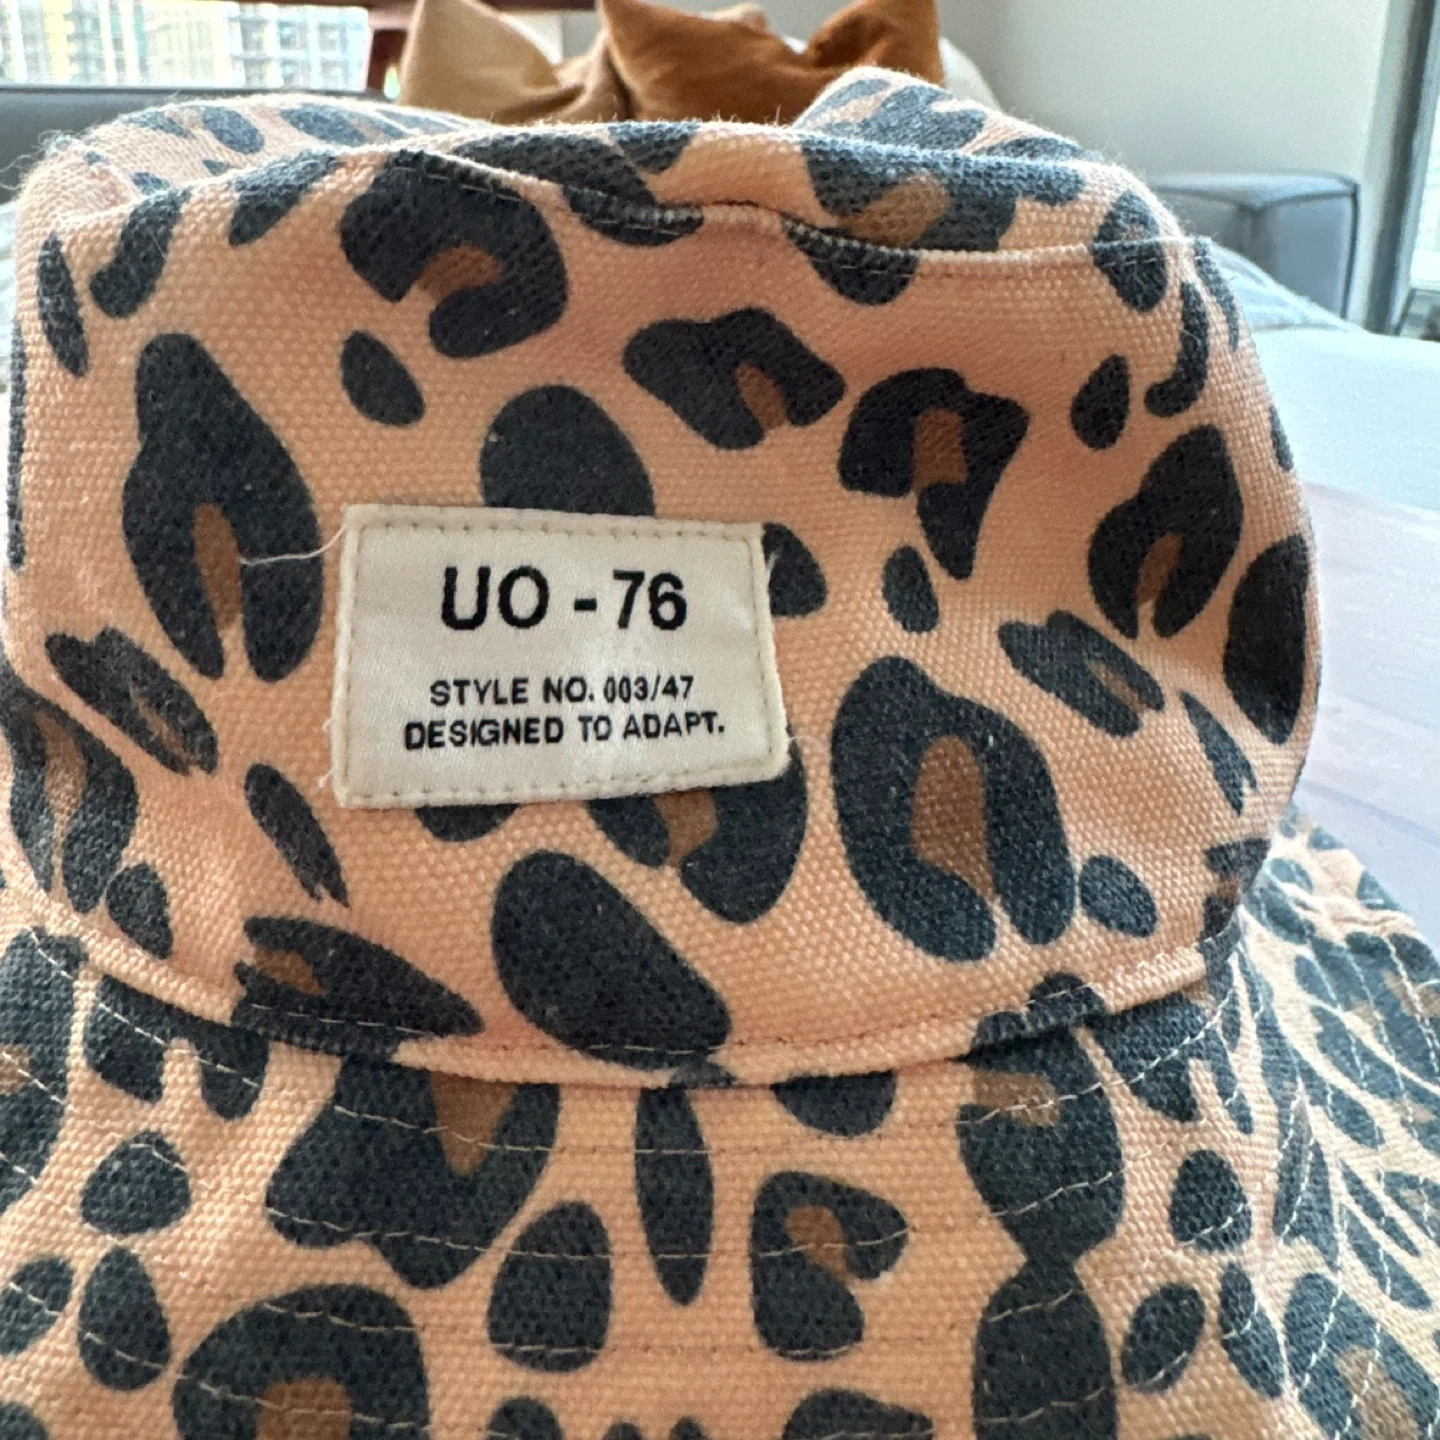 UO - 76
STYLE NO. 003/47
DESIGNED TO ADAPT.